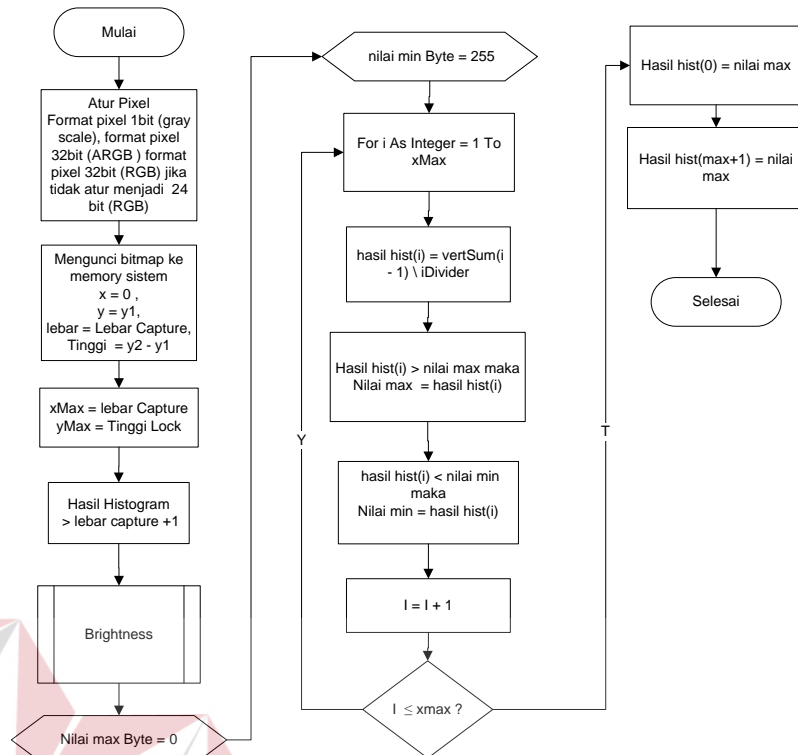 Mulai
Atur Pixel
Format pixel 1bit (gray
scale), format pixel
32bit (ARGB ) format
pixel 32bit (RGB) jika
tidak atur menjadi 24
bit (RGB)
Mengunci bitmap ke
memory sistem
x = 0 ,
y = y1,
lebar = Lebar Capture,
Tinggi = y2 - y1
xMax = lebar Capture
yMax = Tinggi Lock
Hasil Histogram
> lebar capture +1
Brightness
Nilai max Byte = 0
nilai min Byte = 255
For i As Integer = 1 To
xMax
hasil hist(i) = vertSum(i
- 1) \ iDivider
Hasil hist(i) > nilai max maka
Nilai max = hasil hist(i)
hasil hist(i) < nilai min
maka
Nilai min = hasil hist(i)
I = I + 1
I ≤ xmax ?
Y
T
Hasil hist(0) = nilai max
Hasil hist(max+1) = nilai
max
Selesai